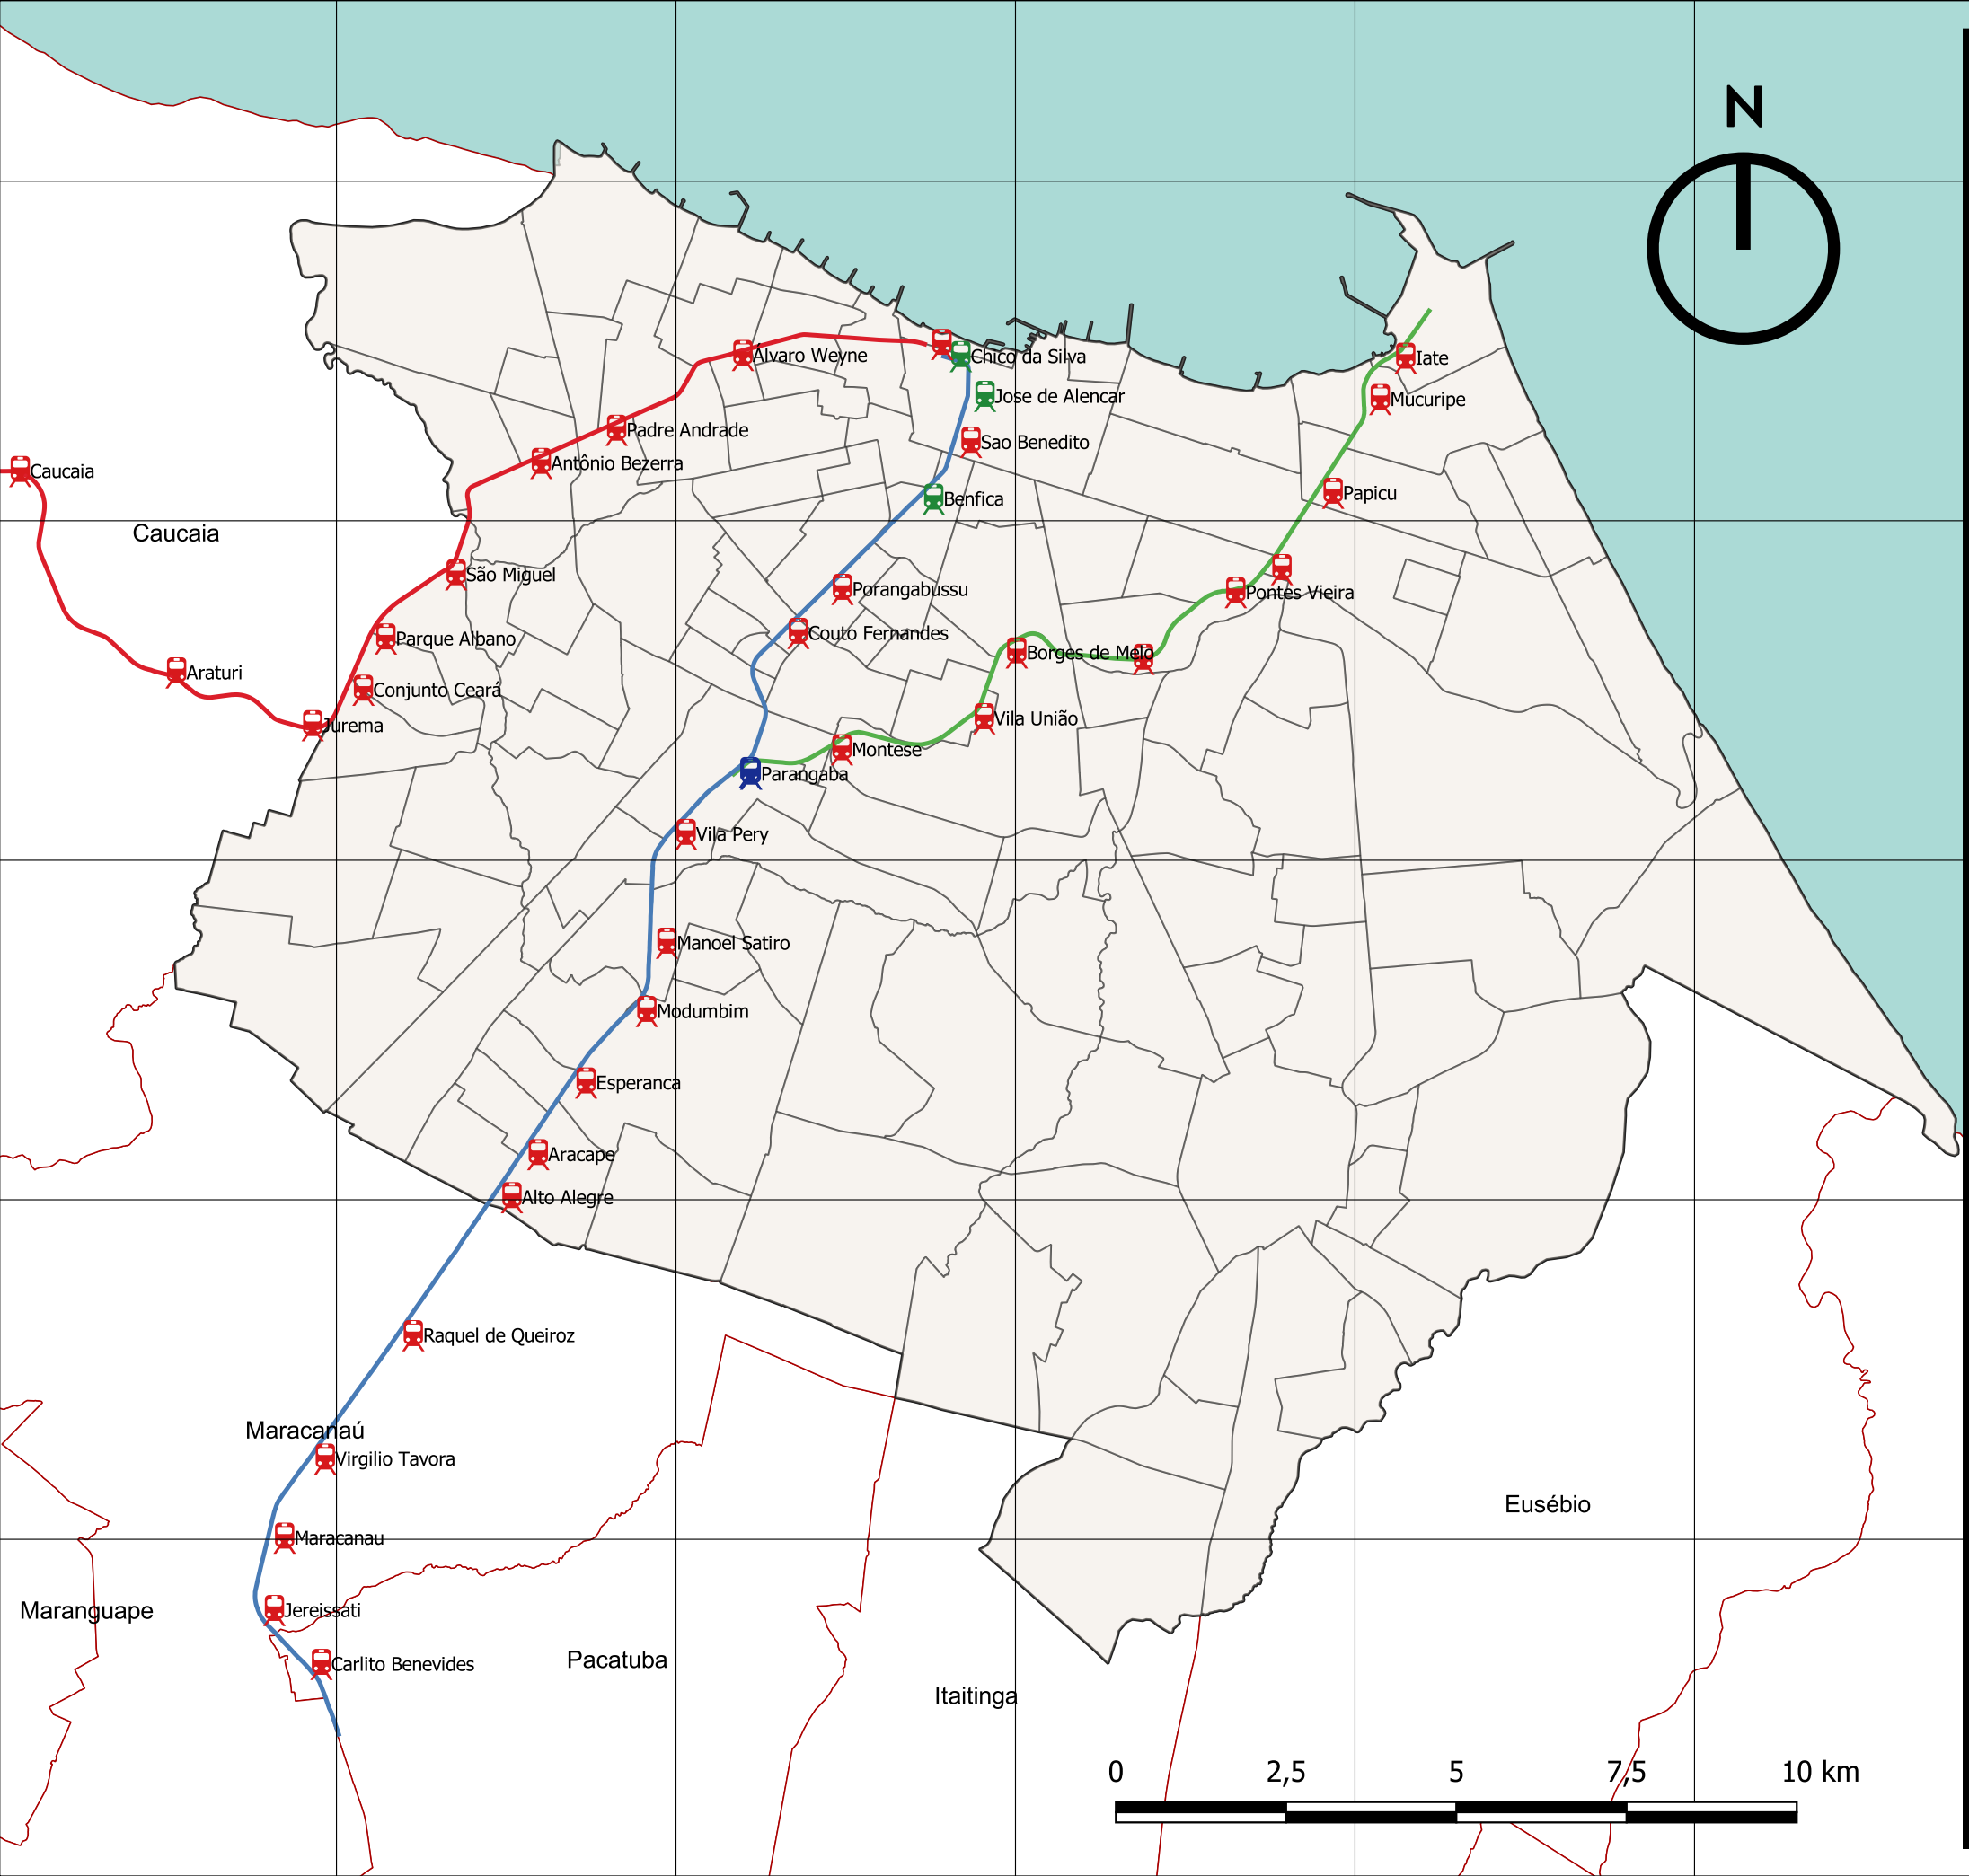 N
Chico da Silva
Álvaro Weyne
Iate
Jose de Alencar
Mucuripe
Padre Andrade
Sao Benedito
Antônio Bezerra
Caucaia
Papicu
Benfica
Caucaia
São Miguel
Porangabussu
Pontes Vieira
Couto Fernandes
Parque Albano
Borges de Melo
Araturi
Conjunto Ceará
Vila União
Jurema
Montese
Parangaba
Vila Pery
Manoel Satiro
Modumbim
Esperanca
Aracape
Alto Alegre
Raquel de Queiroz
Maracanaú
Virgilio Tavora
Eusébio
Maracanau
Maranguape
Jereissati
Pacatuba
Carlito Benevides
Itaitinga
0 2,5 5 7,5 10 km